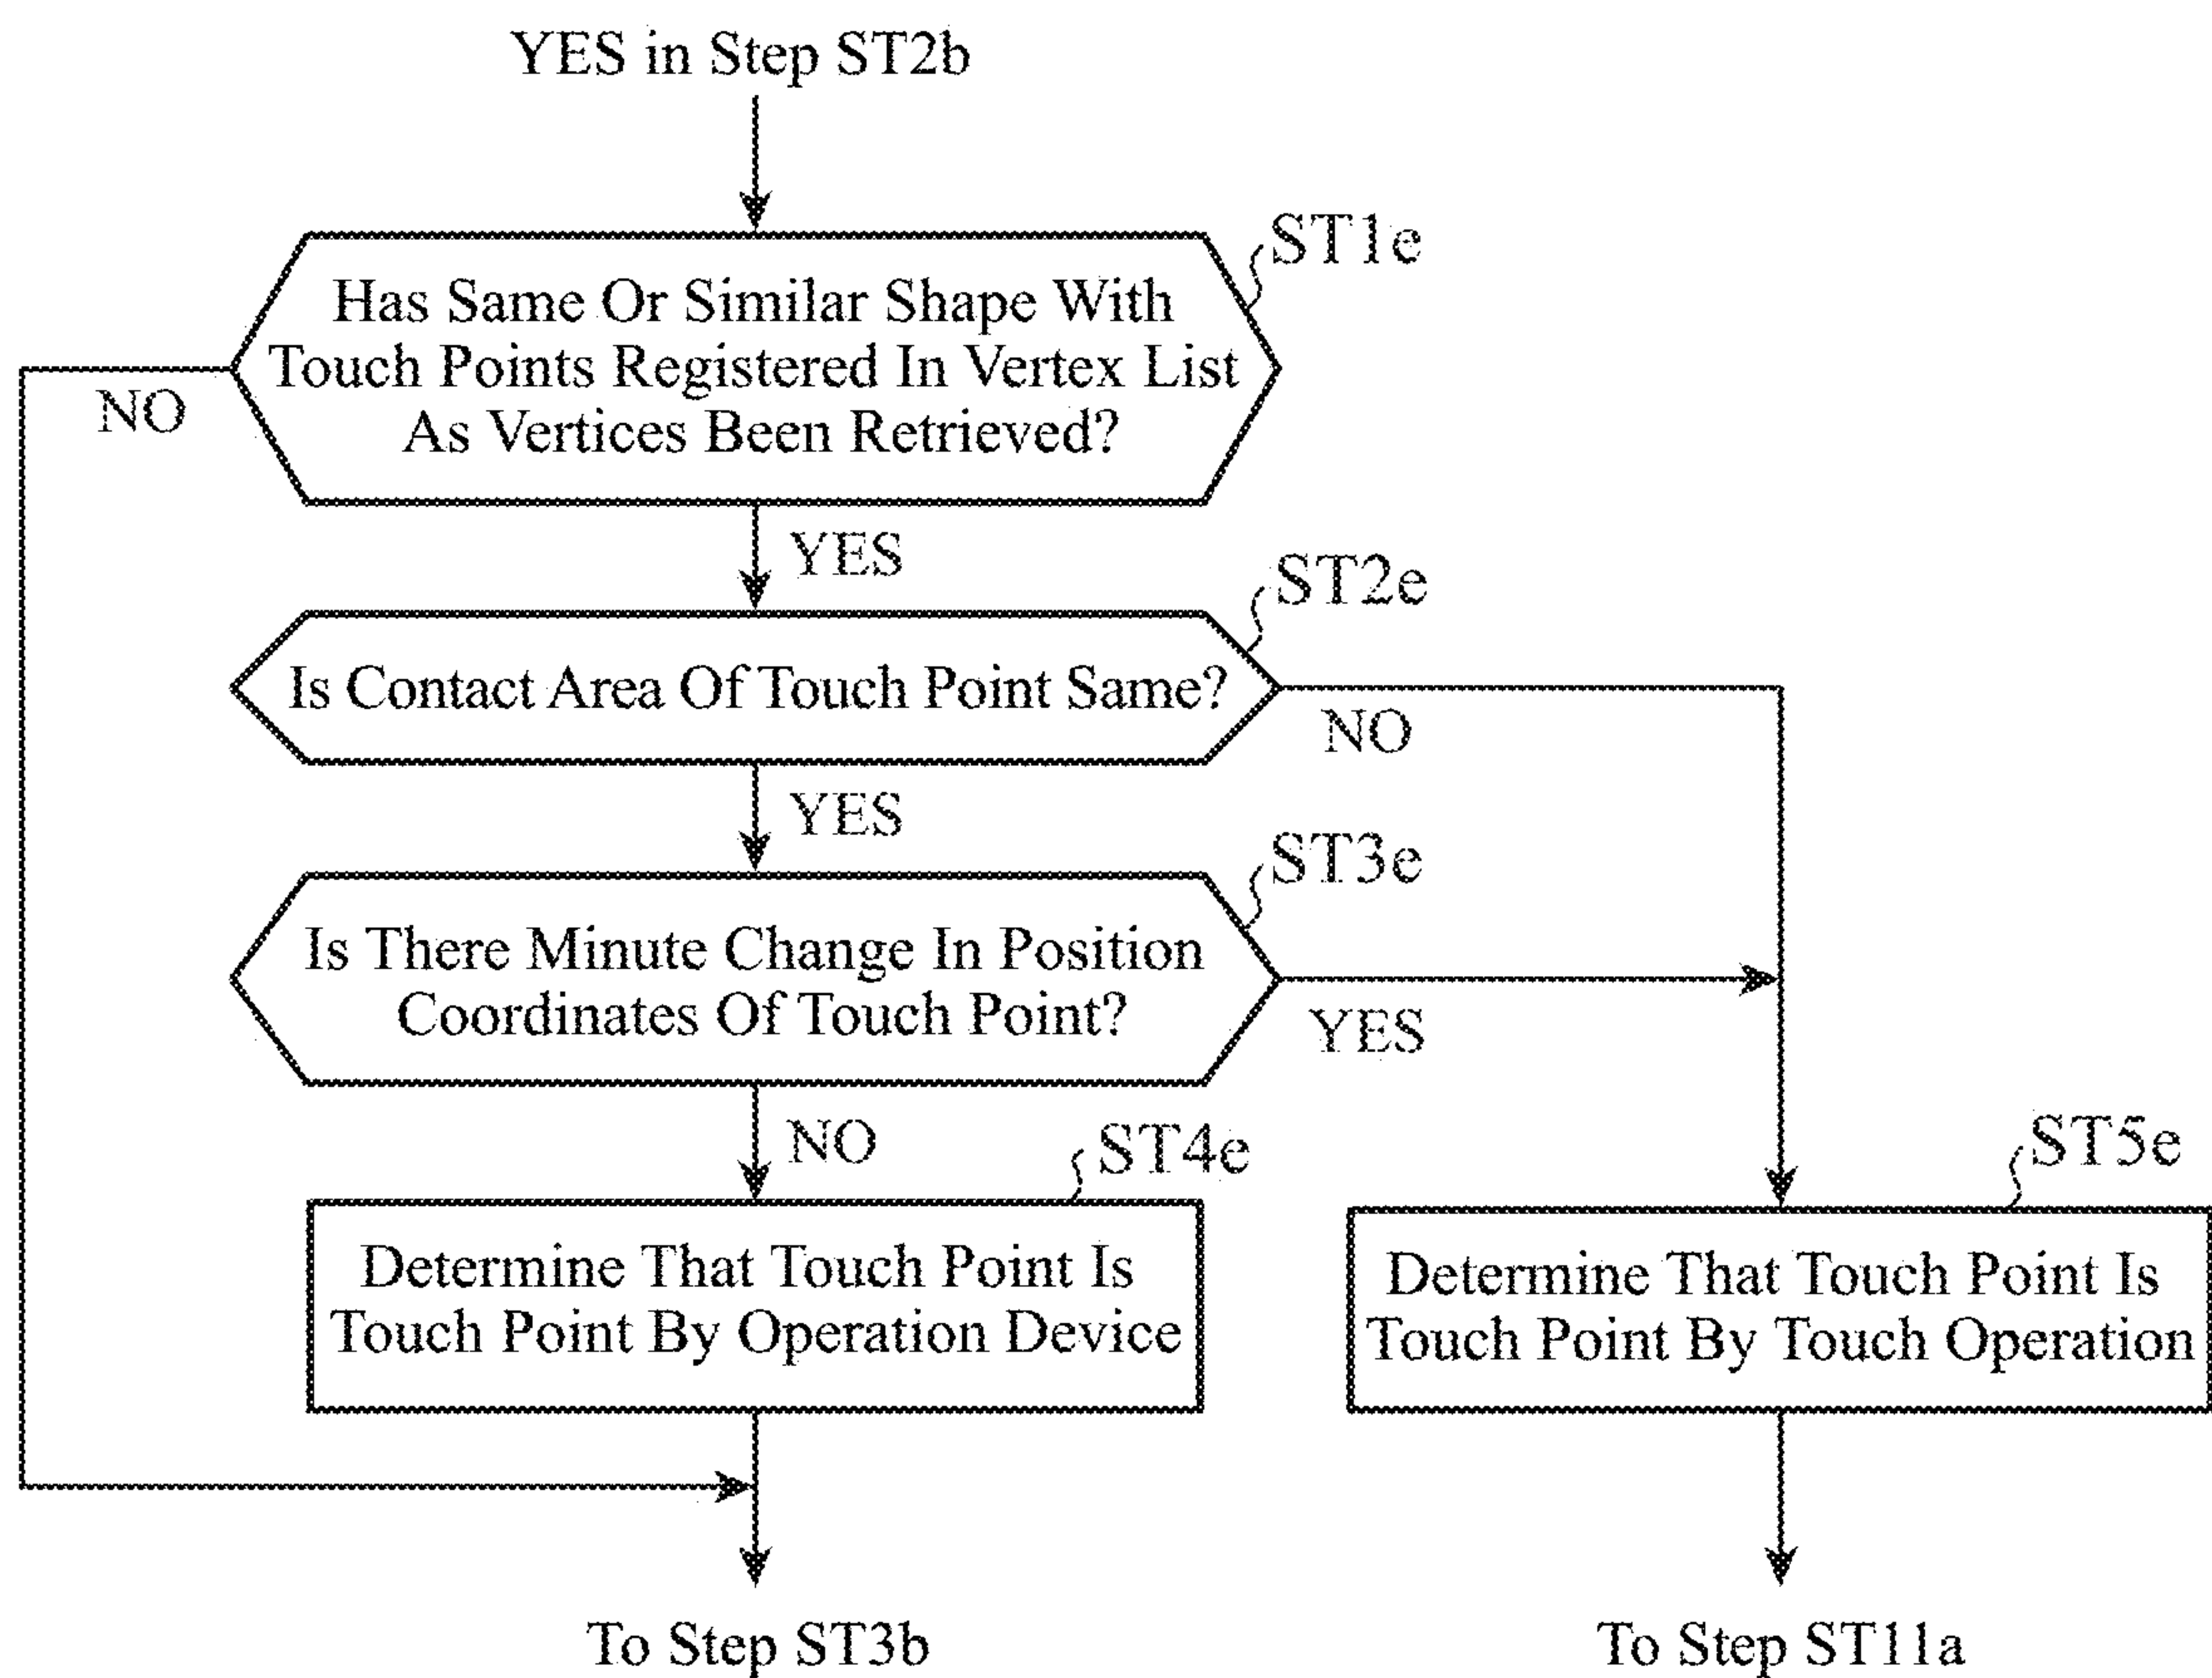 YES in Step ST2b
ST1e
Has Same Or Similar Shape With
Touch Points Registered In Vertex List
As Vertices Been Retrieved?
NO
YES
ST2e
Is Contact Area Of Touch Point Same?
NO
YES
ST3e
Is There Minute Change In Position
Coordinates Of Touch Point?
YES
NO
ST4e
Determine That Touch Point Is
Touch Point By Operation Device
ST5e
Determine That Touch Point Is
Touch Point By Touch Operation
To Step ST3b
To Step ST11a